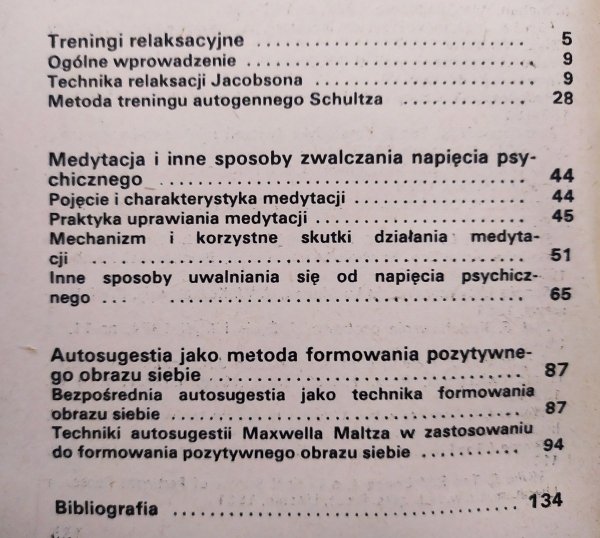 Treningi relaksacyjne ........................ 5
Ogólne wprowadzenie ........................ 9
Technika relaksacji Jacobsona .................. 9
Metoda treningu autogennego Schultza ............ 28
Medytacja i inne sposoby zwalczania napięcia psy-
chicznego .............................. 44
Pojęcie i charakterystyka medytacji .............. 44
Praktyka uprawiania medytacji .................. 45
Mechanizm i korzystne skutki działania medyta-
cji .. .................................. 51
Inne sposoby uwalniania się od napięcia psychicz-
nego ... ............................ 65
Autosugestia jako metoda formowania pozytywne-
go obrazu siebie .......................... 87
Bezpośrednia autosugestia jako technika formowania
obrazu siebie .............................. 87
Techniki autosugestii Maxwella Maltza w zastosowaniu
do formowania pozytywnego obrazu siebie .......... 94
Bibliografia .............................. 134